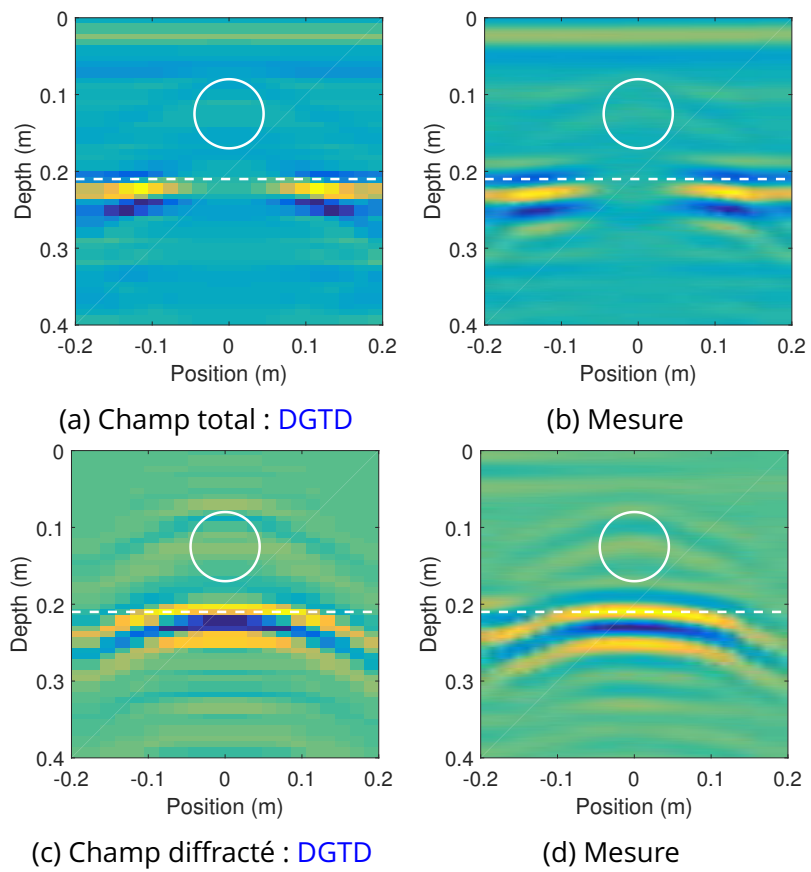 0
0.1
0.2
0.3
0.4
Depth (m)
-0.2 -0.1 0 0.1 0.2
Position (m)
(a) Champ total : DGTD
0
0.1
0.2
0.3
0.4
Depth (m)
-0.2 -0.1 0 0.1 0.2
Position (m)
(b) Mesure
0
0.1
0.2
0.3
0.4
Depth (m)
-0.2 -0.1 0 0.1 0.2
Position (m)
(c) Champ diffracté : DGTD
0
0.1
0.2
0.3
0.4
Depth (m)
-0.2 -0.1 0 0.1 0.2
Position (m)
(d) Mesure